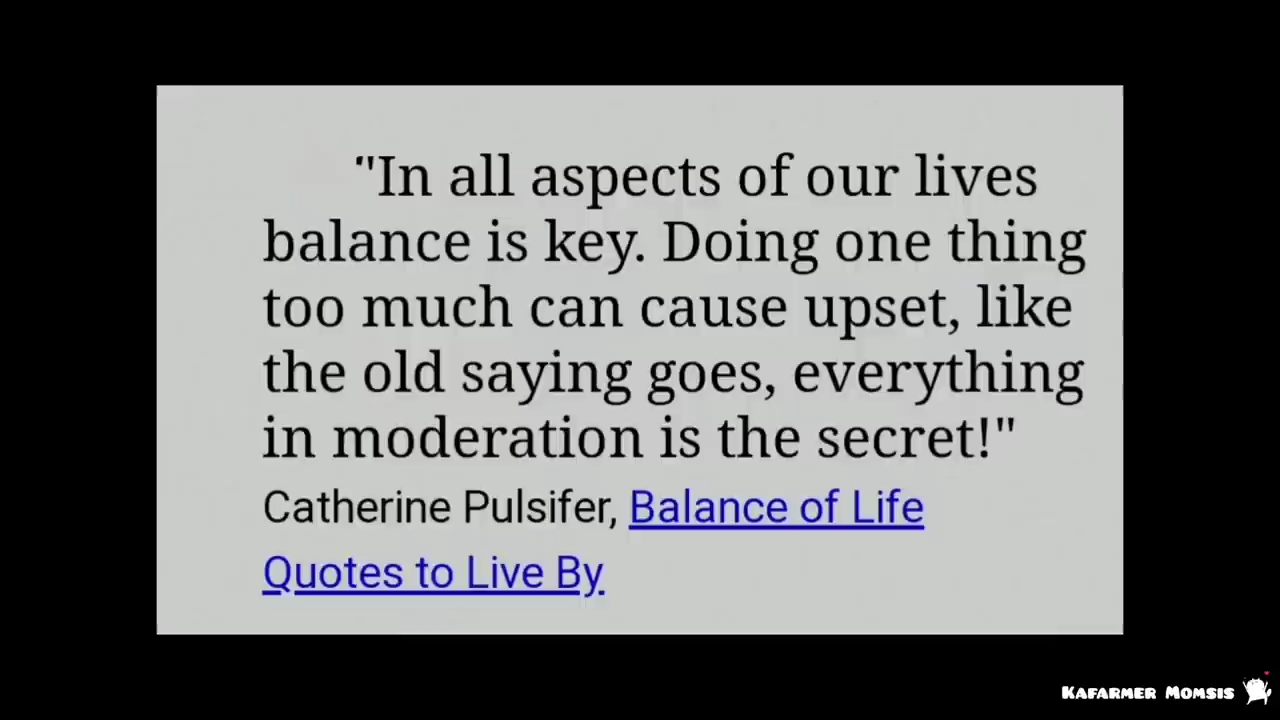 "In all aspects of our lives
balance is key. Doing one thing
too much can cause upset, like
the old saying goes, everything
in moderation is the secret!"
Catherine Pulsifer, Balance of Life
Quotes to Live By
Kafarmer Momsis